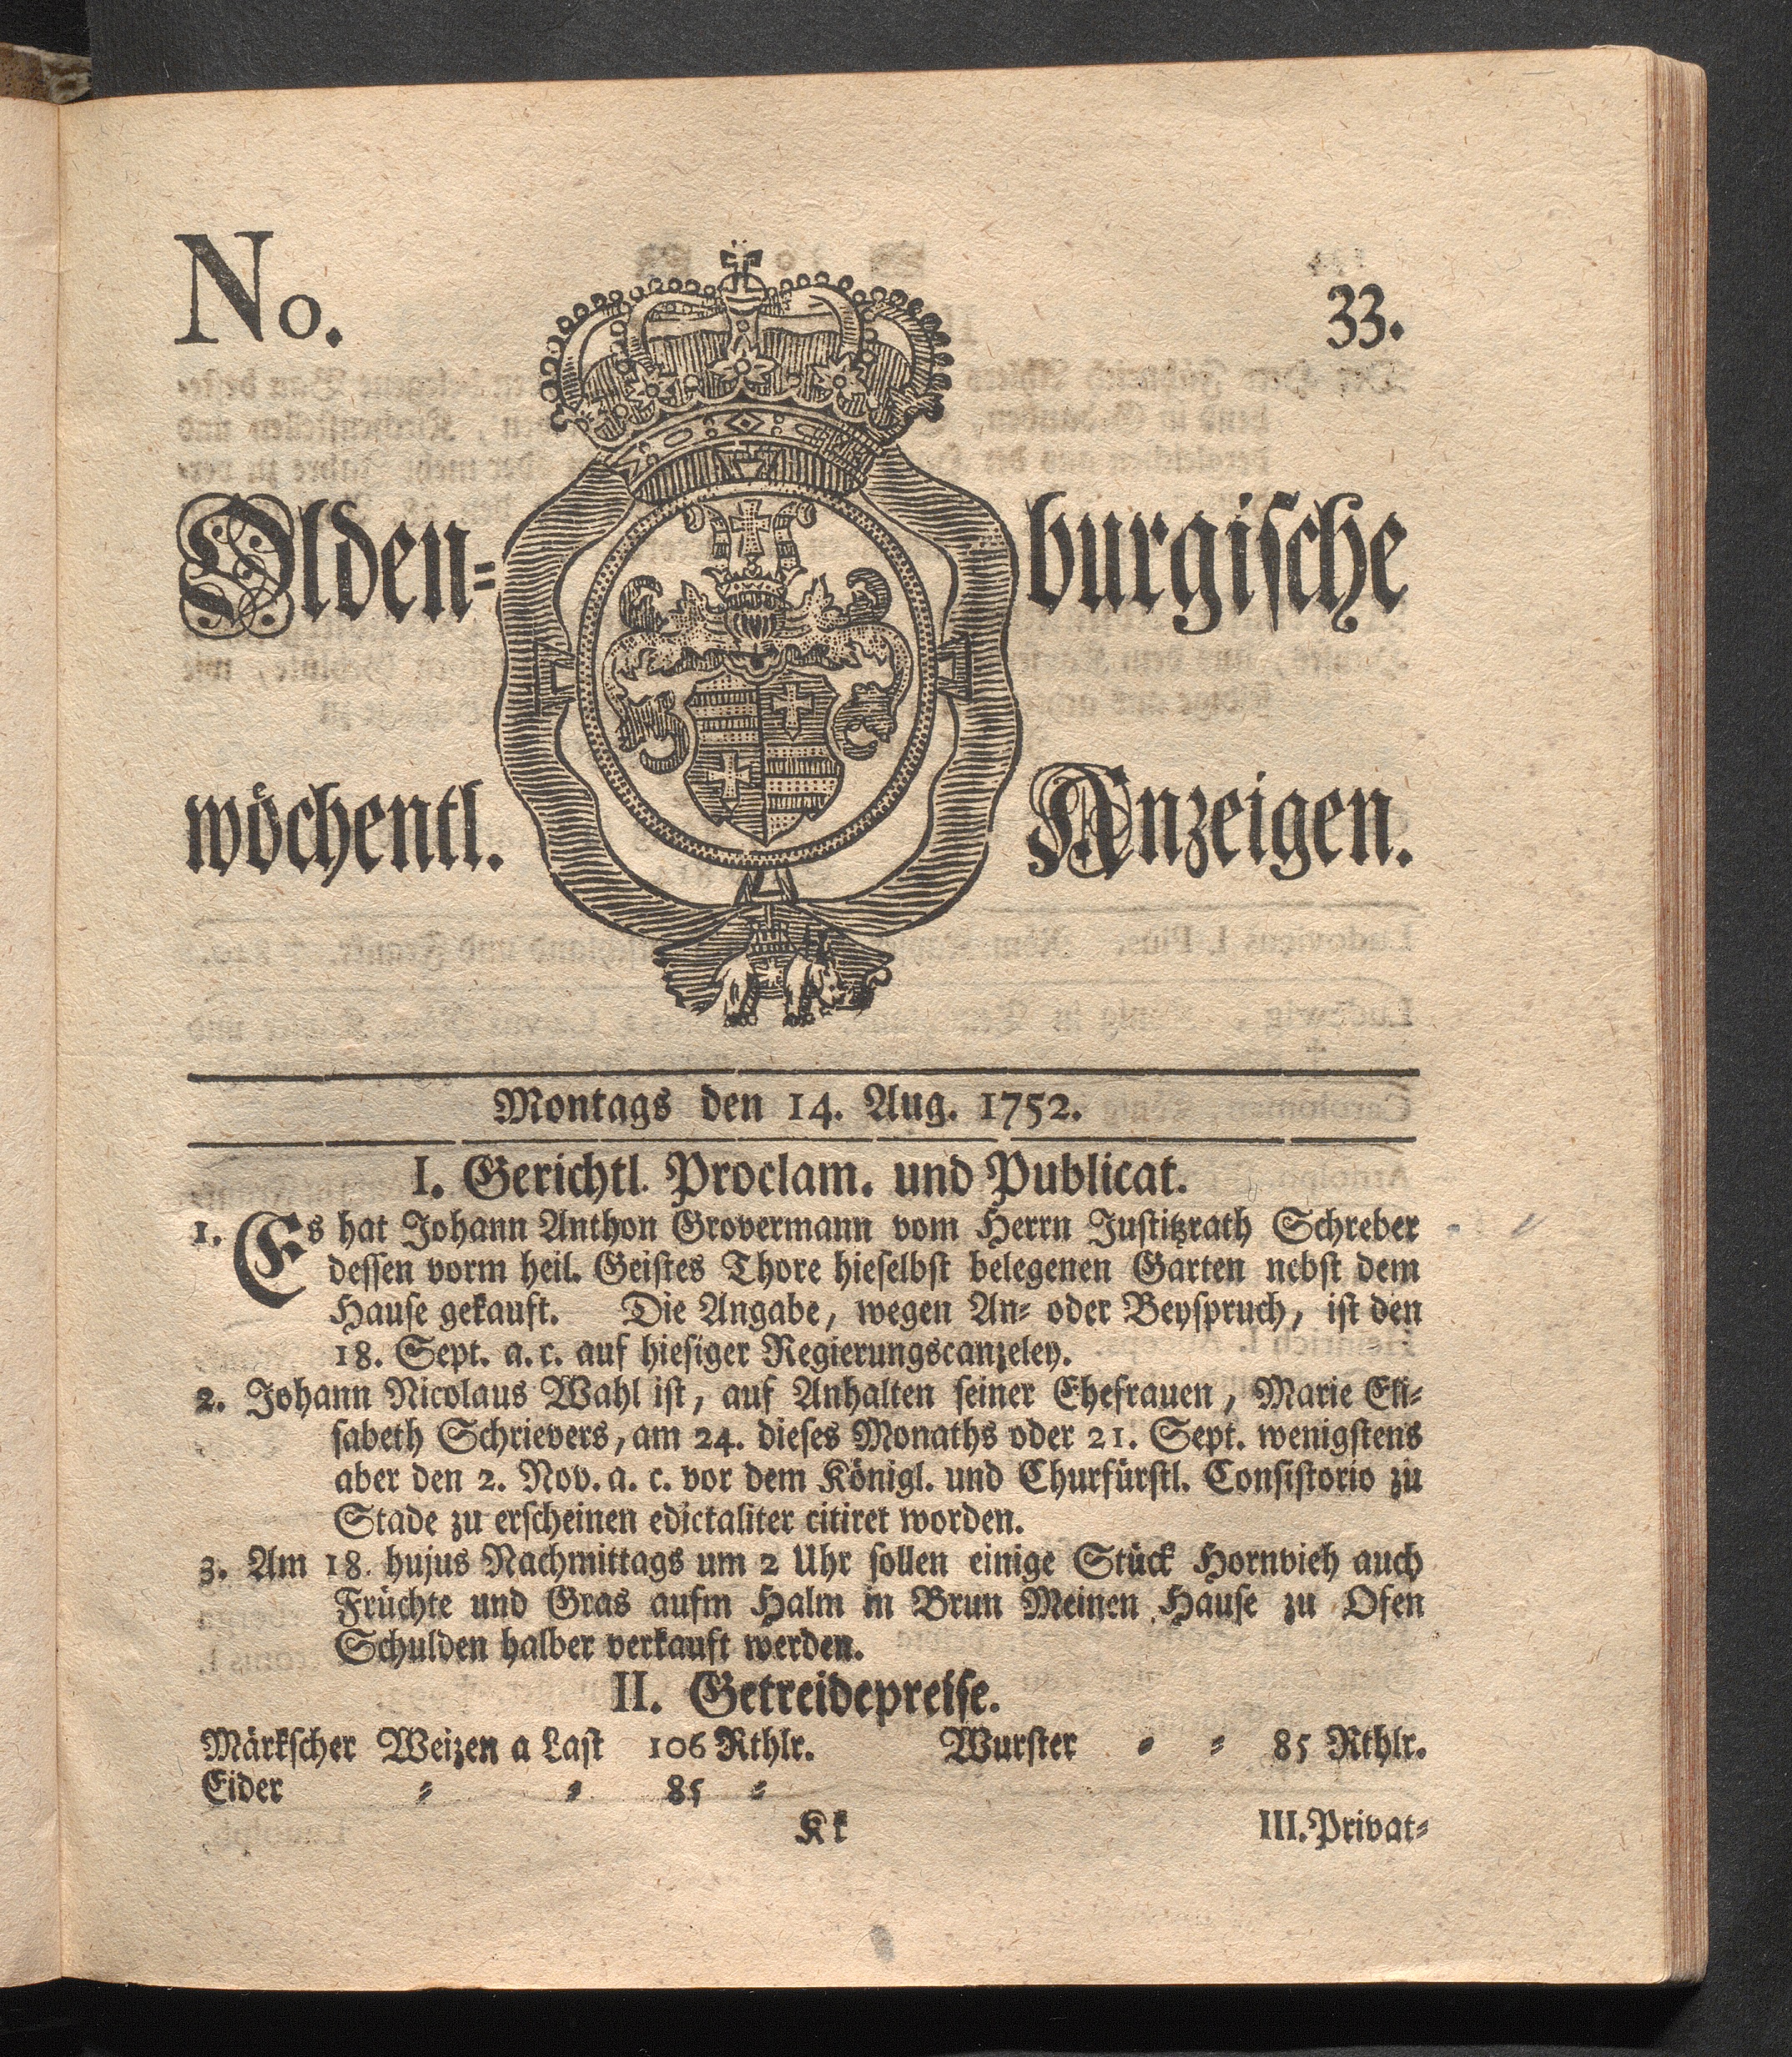 No. 33.
Olden= burgische
wöchentl. Anzeigen.
Montags den 14. Aug. 1752.
I. Gerichtl. Proclam. und Publicat.
1. Es hat Johann Anthon Grovermann vom Herrn Justitzrath Schreber
dessen vorm heil. Geistes Thore hieselbst belegenen Garten nebst dem
Hause gekauft. Die Angabe, wegen An= oder Beyspruch, ist den
18. Sept. a. c. auf hiesiger Regierungscanzeley.
2. Johann Nicolaus Wahl ist, auf Anhalten seiner Ehefrauen, Marie Eli=
sabeth Schrievers, am 24. dieses Monaths oder 21. Sept. wenigstens
aber den 2. Nov. a. c. vor dem Königl. und Churfürstl. Consistorio zu
Stade zu erscheinen edictaliter citiret worden.
3. Am 18. hujus Nachmittags um 2 Uhr sollen einige Stück Hornvieh auch
Früchte und Gras aufm Halm in Brun Meinen Hause zu Ofen
Schulden halber verkauft werden.
II. Getreidepreise.
Märkscher Weizen a Last 106 Rthlr. Wurster = = 85 Rthlr.
Eider = = 85 =
Kk III. Privat=